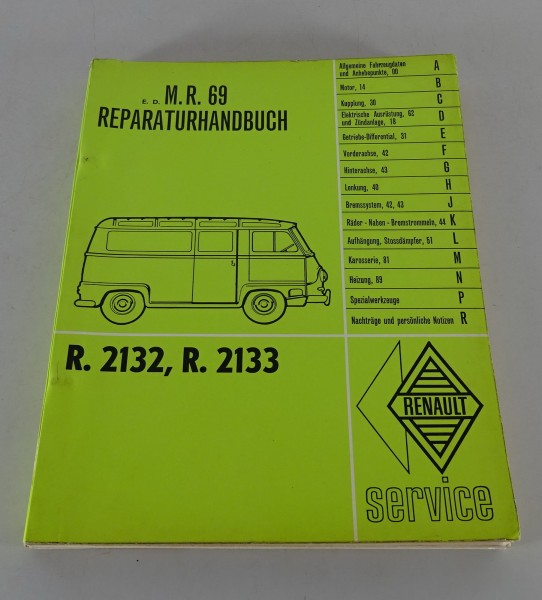 E. D. M.R. 69
REPARATURHANDBUCH
Allgemeine Fahrzeugdaten
und Anhebepunkte, 00 A
Motor, 14 B
Kupplung, 30 C
Elektrische Ausrüstung, 52
und Zündanlage, 18 D
Getriebe-Differential, 31 E
Vorderachse, 42 F
Hinterachse, 43 G
Lenkung, 40 H
Bremssystem, 42, 43 J
Räder - Naben - Bremstrommeln, 44 K
Aufhängung, Stossdämpfer, 51 L
Karosserie, 81 M
Heizung, 89 N
Spezialwerkzeuge P
Nachträge und persönliche Notizen R
R. 2132, R. 2133
RENAULT
service